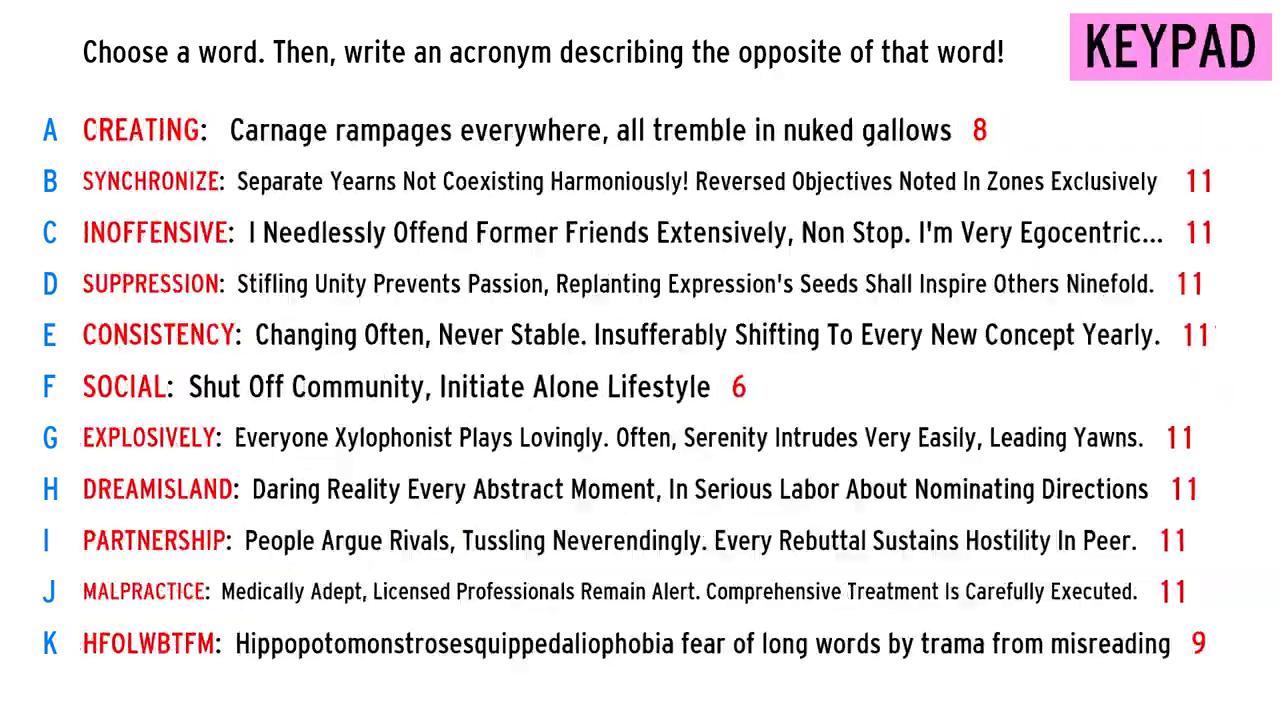 Choose a word. Then, write an acronym describing the opposite of that word!
KEYPAD
A CREATING: Carnage rampages everywhere, all tremble in nuked gallows 8
B SYNCHRONIZE: Separate Yearns Not Coexisting Harmoniously! Reversed Objectives Noted In Zones Exclusively 11
C INOFFENSIVE: I Needlessly Offend Former Friends Extensively, Non Stop. I'm Very Egocentric... 11
D SUPPRESSION: Stifling Unity Prevents Passion, Replanting Expression's Seeds Shall Inspire Others Ninefold. 11
E CONSISTENCY: Changing Often, Never Stable. Insufferably Shifting To Every New Concept Yearly. 11
F SOCIAL: Shut Off Community, Initiate Alone Lifestyle 6
G EXPLOSIVELY: Everyone Xylophonist Plays Lovingly. Often, Serenity Intrudes Very Easily, Leading Yawns. 11
H DREAMISLAND: Daring Reality Every Abstract Moment, In Serious Labor About Nominating Directions 11
I PARTNERSHIP: People Argue Rivals, Tussling Neverendingly. Every Rebuttal Sustains Hostility In Peer. 11
J MALPRACTICE: Medically Adept, Licensed Professionals Remain Alert. Comprehensive Treatment Is Carefully Executed. 11
K HFOLWBTFM: Hippopotomonstrosesquippedaliophobia fear of long words by trama from misreading 9